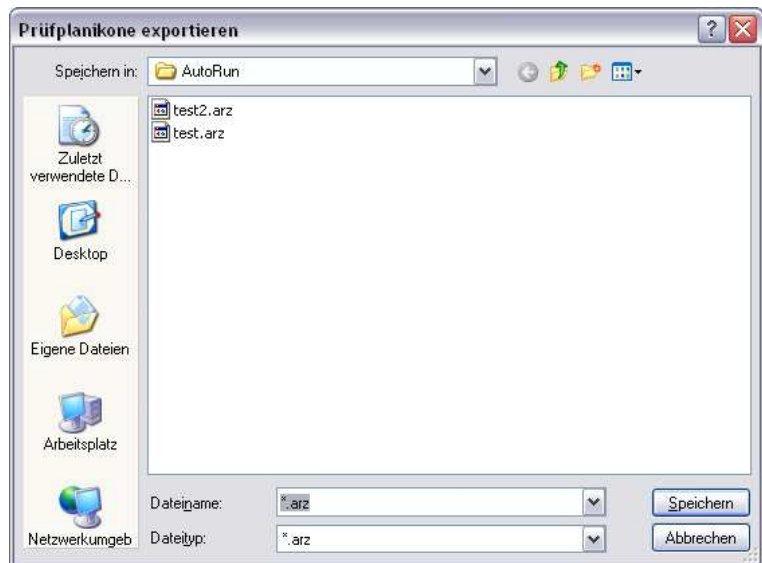 Prüfplanikone exportieren
Speichern in:
AutoRun
test2.arz
test.arz
Zuletzt
verwendete D...
Desktop
Eigene Dateien
Arbeitsplatz
Netzwerkumgeb
Dateiname:
*.arz
Speichern
Dateityp:
*.arz
Abbrechen